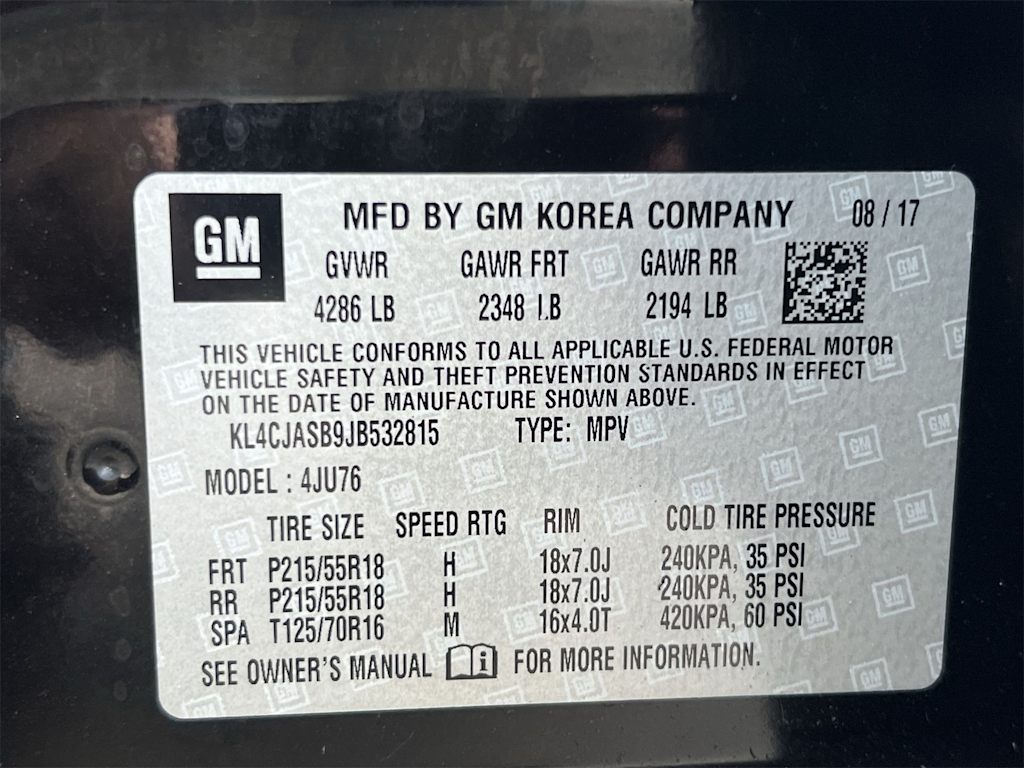 GM
MFD BY GM KOREA COMPANY 08 / 17
GVWR GAWR FRT GAWR RR
4286 LB 2348 LB 2194 LB
THIS VEHICLE CONFORMS TO ALL APPLICABLE U.S. FEDERAL MOTOR
VEHICLE SAFETY AND THEFT PREVENTION STANDARDS IN EFFECT
ON THE DATE OF MANUFACTURE SHOWN ABOVE.
KL4CJASB9JB532815 TYPE: MPV
MODEL : 4JU76
TIRE SIZE SPEED RTG RIM COLD TIRE PRESSURE
FRT P215/55R18 H 18x7.0J 240KPA, 35 PSI
RR P215/55R18 H 18x7.0J 240KPA, 35 PSI
SPA T125/70R16 M 16x4.0T 420KPA, 60 PSI
SEE OWNER'S MANUAL i FOR MORE INFORMATION.